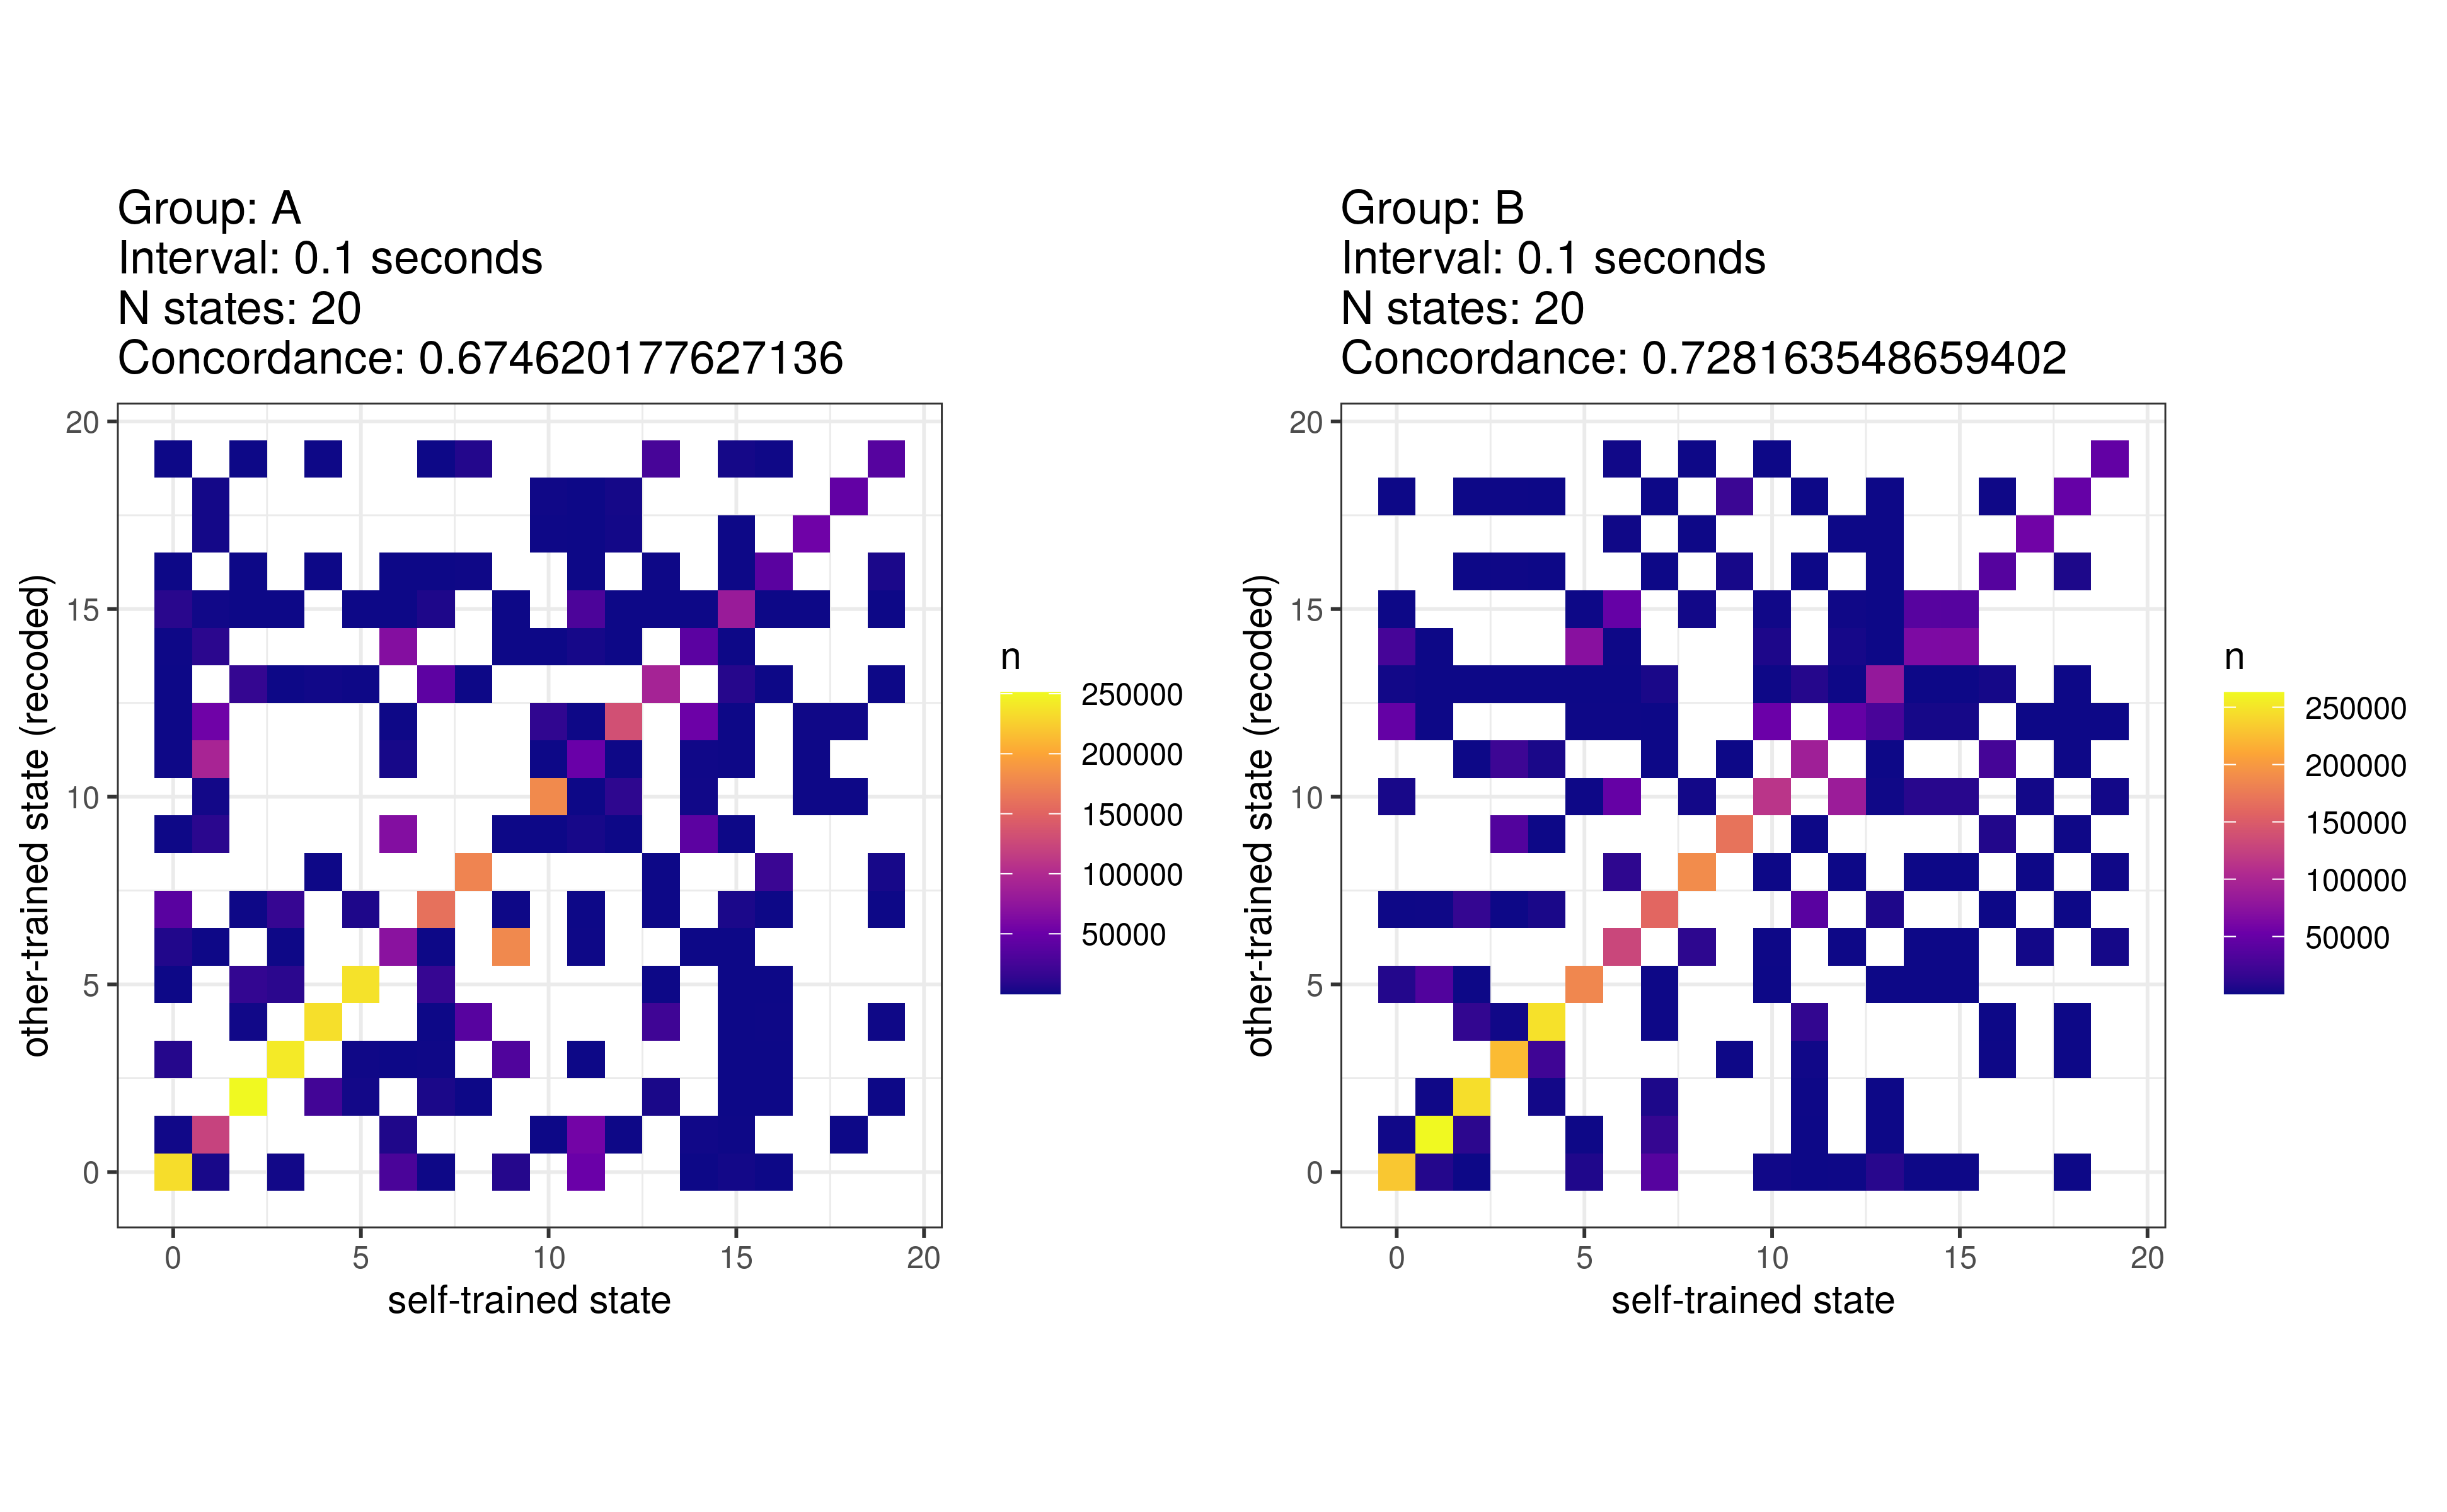 Group: A
Interval: 0.1 seconds
N states: 20
Concordance: 0.674620177627136
20
15
10
5
0
other-trained state (recoded)
0 5 10 15 20
self-trained state
n
250000
200000
150000
100000
50000
Group: B
Interval: 0.1 seconds
N states: 20
Concordance: 0.728163548659402
20
15
10
5
0
other-trained state (recoded)
0 5 10 15 20
self-trained state
n
250000
200000
150000
100000
50000